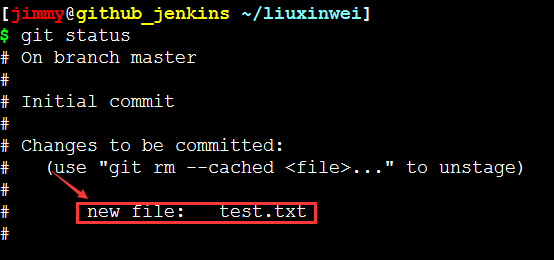 [jimmy@github_jenkins ~/liuxinwei]
$ git status
# On branch master
#
# Initial commit
#
# Changes to be committed:
#   (use "git rm --cached <file>..." to unstage)
#
#       new file:   test.txt
#